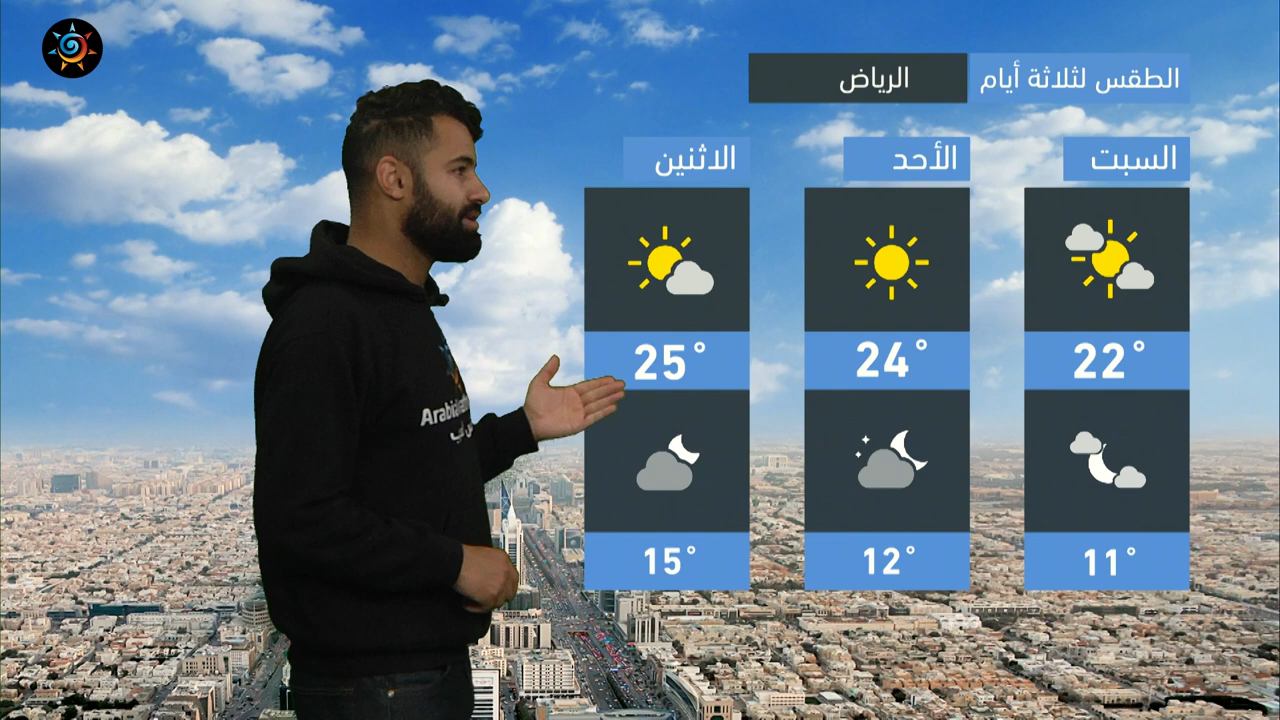 الطقس لثلاثة أيام
الرياض
السبت
الأحد
الاثنين
22°
24°
25°
11°
12°
15°